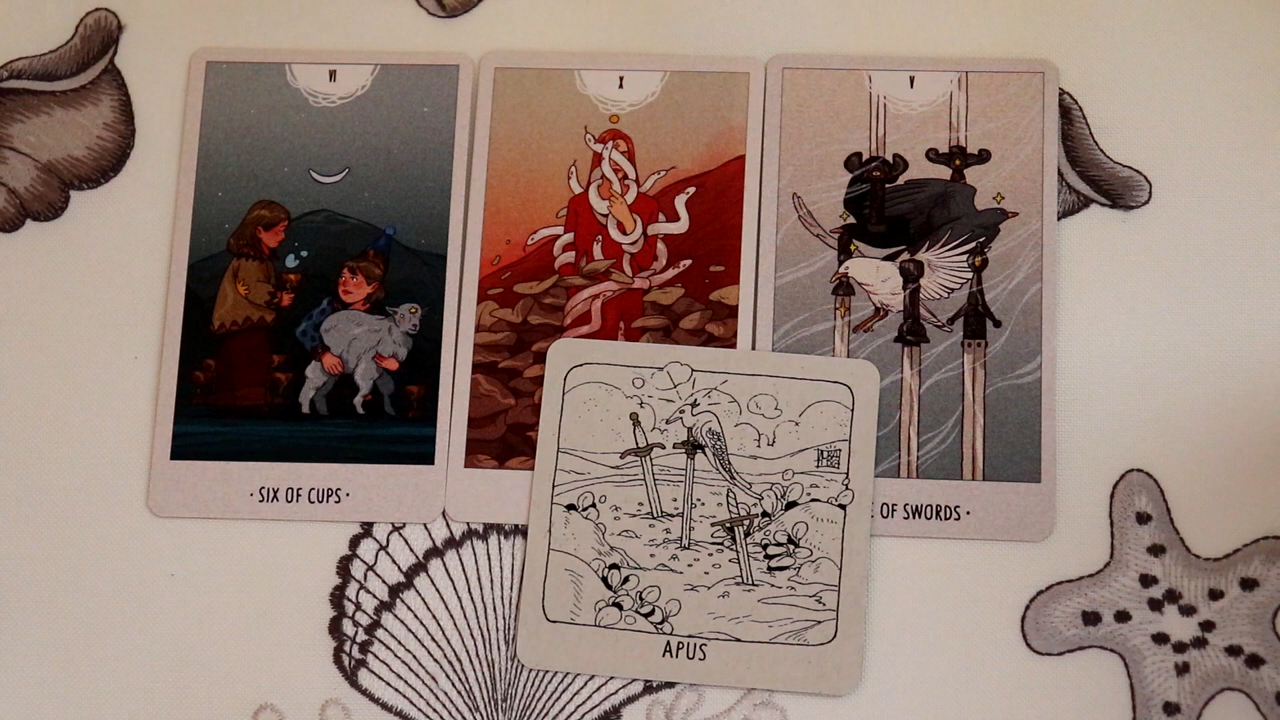 VI
X
V
· SIX OF CUPS ·
OF SWORDS ·
APUS